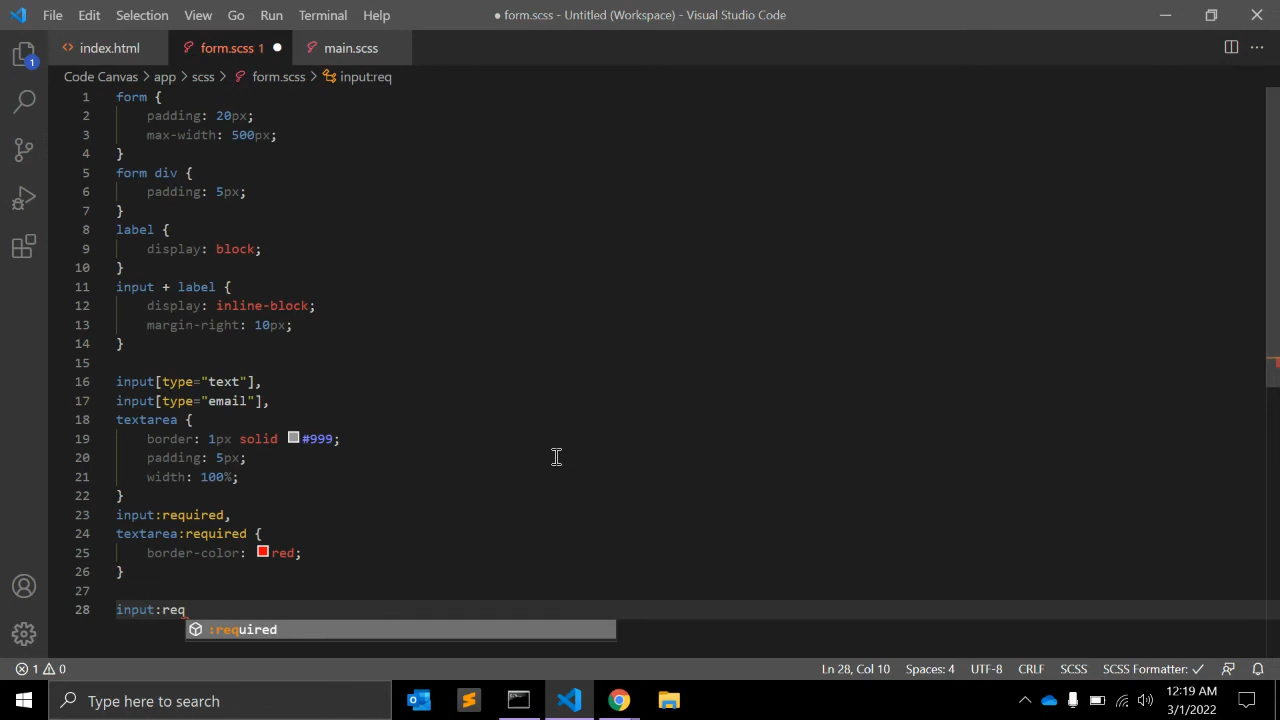 File Edit Selection View Go Run Terminal Help
● form.scss - Untitled (Workspace) - Visual Studio Code
index.html
form.scss 1
main.scss
1
Code Canvas > app > scss > form.scss > input:req
1 form {
2 padding: 20px;
3 max-width: 500px;
4 }
5 form div {
6 padding: 5px;
7 }
8 label {
9 display: block;
10 }
11 input + label {
12 display: inline-block;
13 margin-right: 10px;
14 }
15
16 input[type="text"],
17 input[type="email"],
18 textarea {
19 border: 1px solid #999;
20 padding: 5px;
21 width: 100%;
22 }
23 input:required,
24 textarea:required {
25 border-color: red;
26 }
27
28 input:req
:required
1 0
Ln 28, Col 10
Spaces: 4
UTF-8
CRLF
SCSS
SCSS Formatter: ✓
Type here to search
12:19 AM
3/1/2022